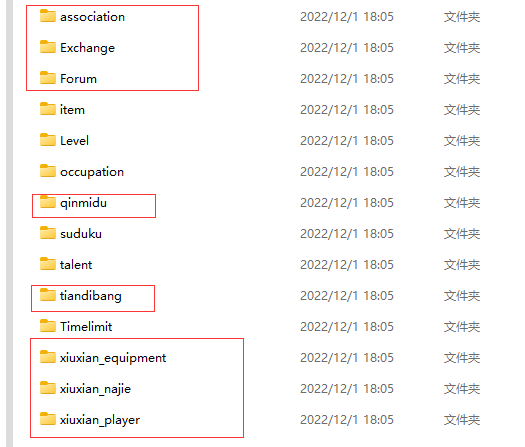 association 2022/12/1 18:05 文件夹
Exchange 2022/12/1 18:05 文件夹
Forum 2022/12/1 18:05 文件夹
item 2022/12/1 18:05 文件夹
Level 2022/12/1 18:05 文件夹
occupation 2022/12/1 18:05 文件夹
qinmidu 2022/12/1 18:05 文件夹
suduku 2022/12/1 18:05 文件夹
talent 2022/12/1 18:05 文件夹
tiandibang 2022/12/1 18:05 文件夹
Timelimit 2022/12/1 18:05 文件夹
xiuxian_equipment 2022/12/1 18:05 文件夹
xiuxian_najie 2022/12/1 18:05 文件夹
xiuxian_player 2022/12/1 18:05 文件夹